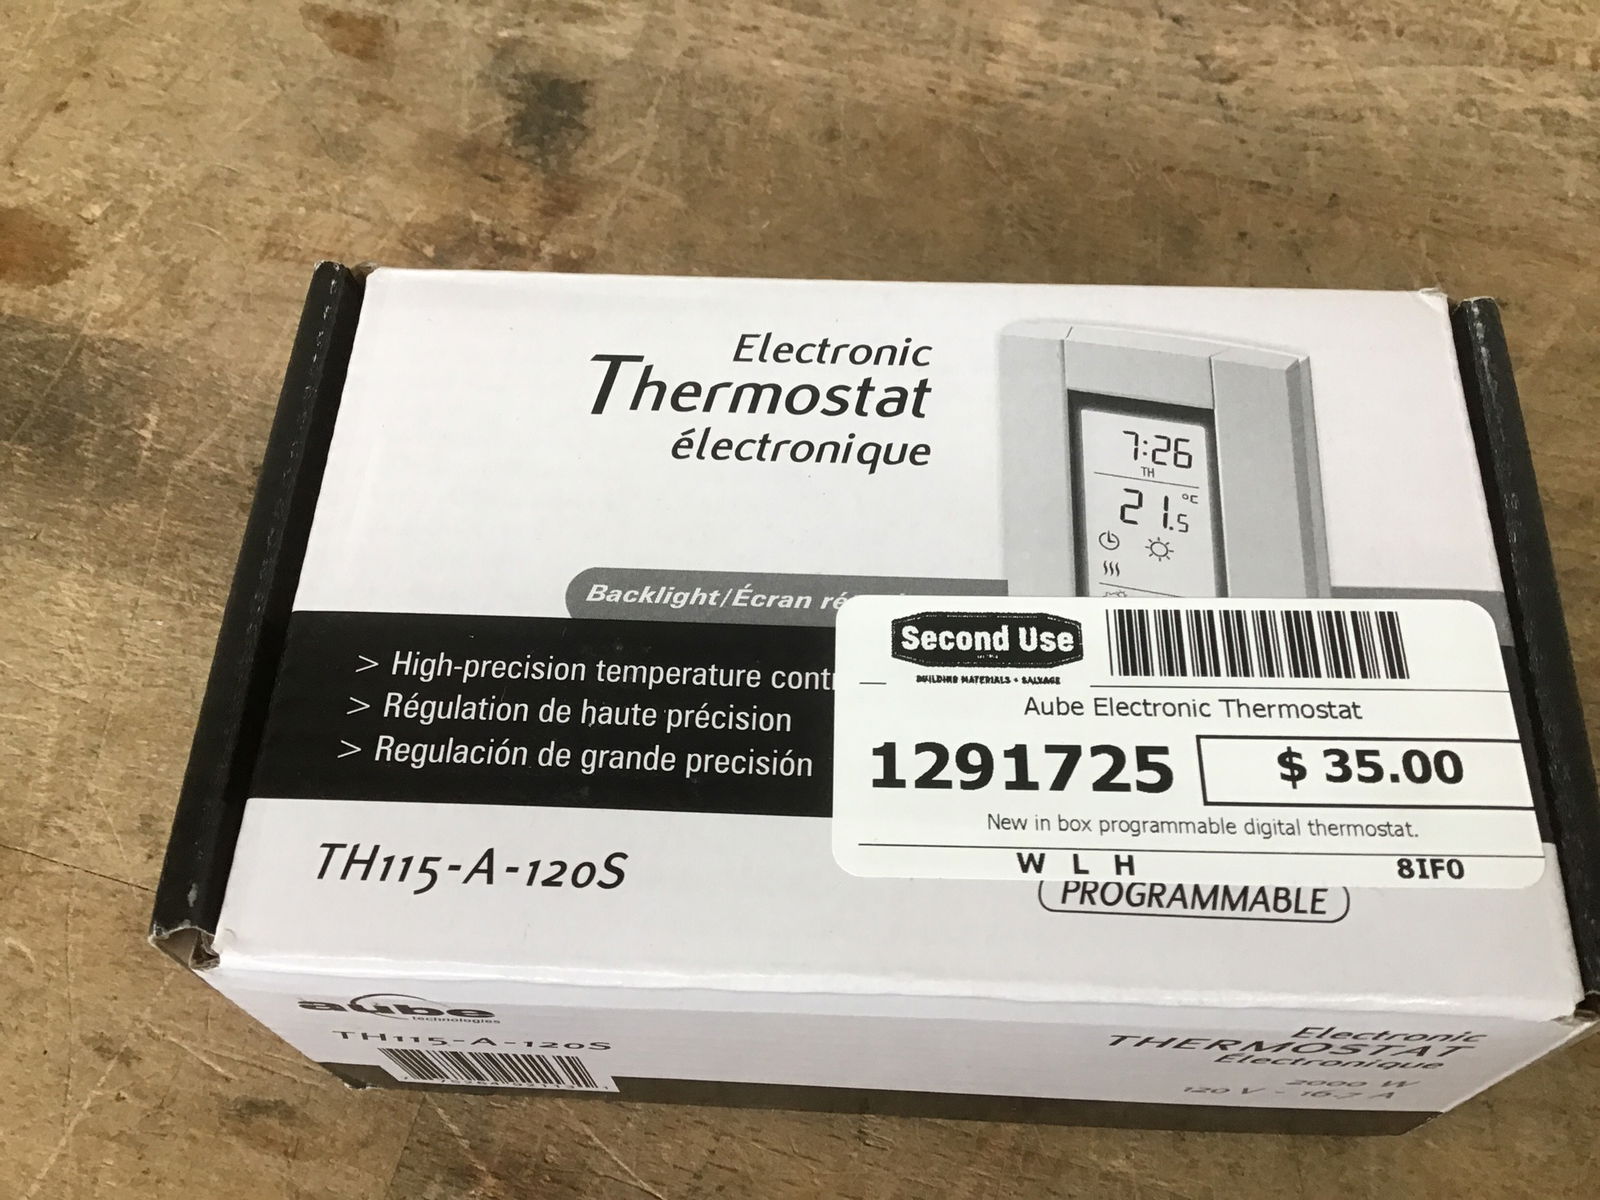 Electronic
Thermostat
électronique
7:26
TH
21.5 °C
Backlight/Écran
> High-precision temperature
> Régulation de haute précision
> Regulación de grande precisión
Second Use
BUILDING MATERIALS + SALVAGE
Aube Electronic Thermostat
1291725
$ 35.00
New in box programmable digital thermostat.
W L H
8IF0
TH115-A-120S
PROGRAMMABLE
aube
technologies
TH115-A-120S
Electronic
THERMOSTAT
Électronique
2000 W
120 V - 16.7 A